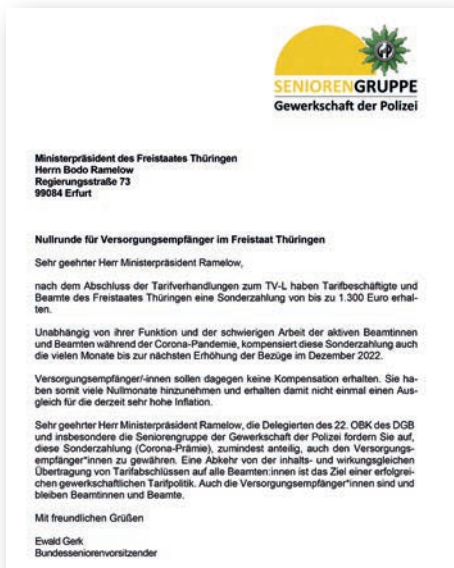 GdP
SENIORENGRUPPE
Gewerkschaft der Polizei
Ministerpräsident des Freistaates Thüringen
Herrn Bodo Ramelow
Regierungsstraße 73
99084 Erfurt
Nullrunde für Versorgungsempfänger im Freistaat Thüringen
Sehr geehrter Herr Ministerpräsident Ramelow,
nach dem Abschluss der Tarifverhandlungen zum TV-L haben Tarifbeschäftigte und
Beamte des Freistaates Thüringen eine Sonderzahlung von bis zu 1.300 Euro erhal-
ten.
Unabhängig von ihrer Funktion und der schwierigen Arbeit der aktiven Beamtinnen
und Beamten während der Corona-Pandemie, kompensiert diese Sonderzahlung auch
die vielen Monate bis zur nächsten Erhöhung der Bezüge im Dezember 2022.
Versorgungsempfänger/-innen sollen dagegen keine Kompensation erhalten. Sie ha-
ben somit viele Nullmonate hinzunehmen und erhalten damit nicht einmal einen Aus-
gleich für die derzeit sehr hohe Inflation.
Sehr geehrter Herr Ministerpräsident Ramelow, die Delegierten des 22. OBK des DGB
und insbesondere die Seniorengruppe der Gewerkschaft der Polizei fordern Sie auf,
diese Sonderzahlung (Corona-Prämie), zumindest anteilig, auch den Versorgungs-
empfänger*innen zu gewähren. Eine Abkehr von der inhalts- und wirkungsgleichen
Übertragung von Tarifabschlüssen auf alle Beamten:innen ist das Ziel einer erfolgrei-
chen gewerkschaftlichen Tarifpolitik. Auch die Versorgungsempfänger*innen sind und
bleiben Beamtinnen und Beamte.
Mit freundlichen Grüßen
Ewald Gerk
Bundesseniorenvorsitzender